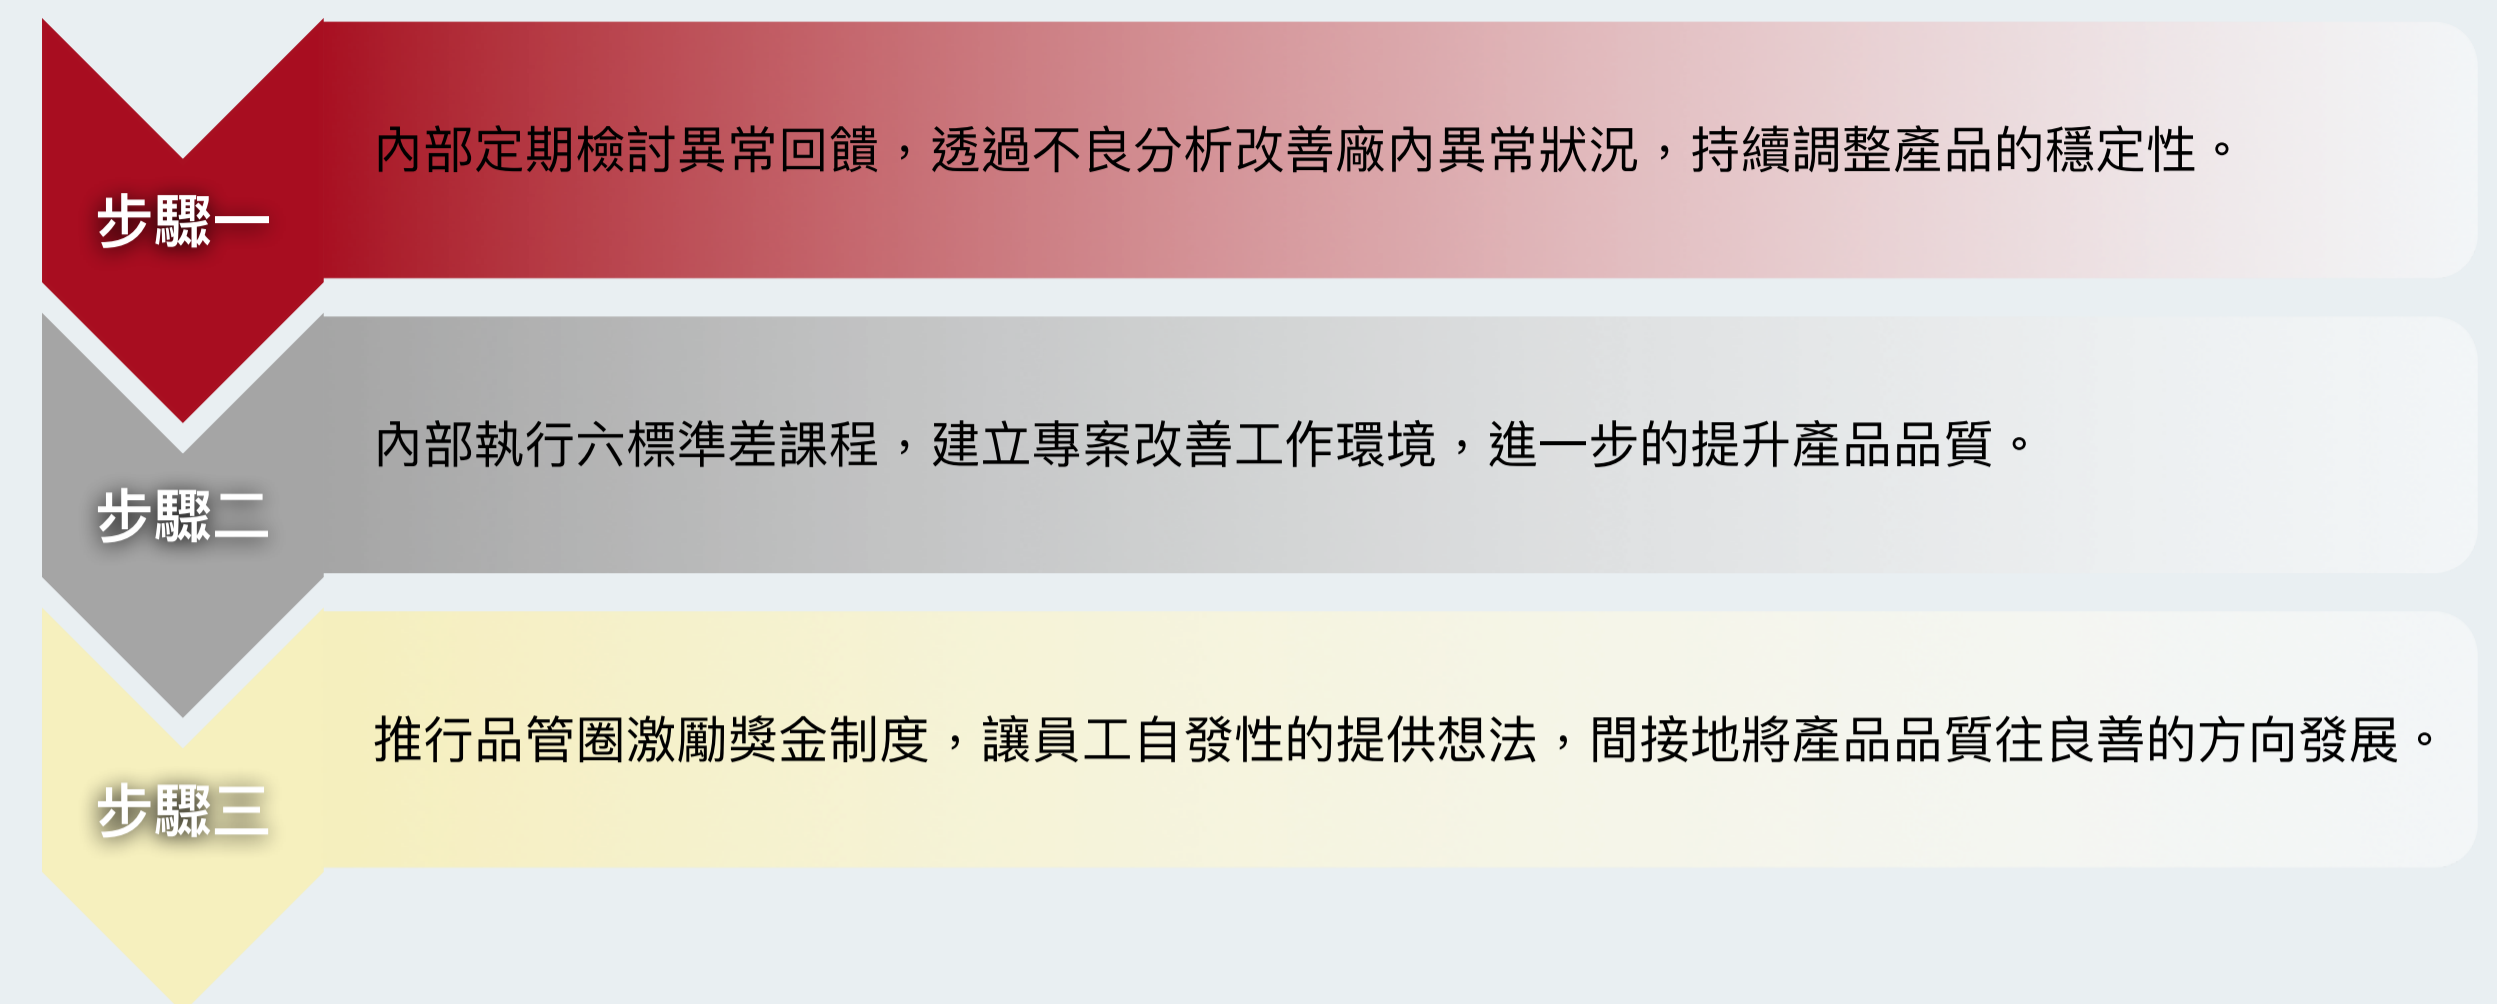 步驟一
內部定期檢討異常回饋，透過不良分析改善廠內異常狀況，持續調整產品的穩定性。
步驟二
內部執行六標準差課程，建立專案改善工作環境，進一步的提升產品品質。
步驟三
推行品管圈激勵獎金制度，讓員工自發性的提供想法，間接地照產品品質往良善的方向發展。